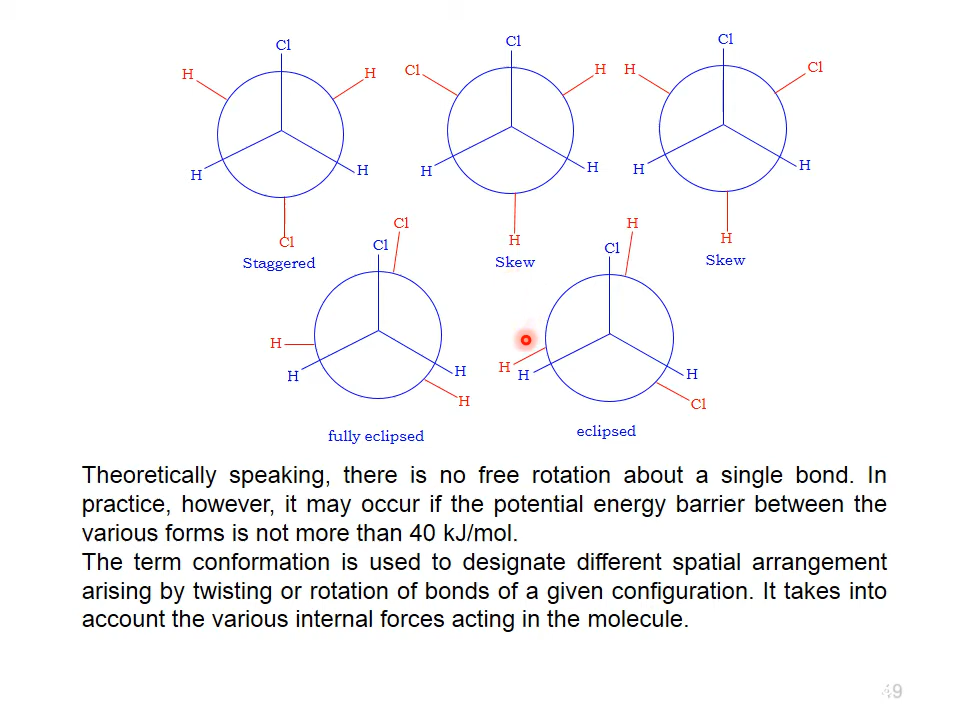 Cl Cl Cl
H H Cl H H Cl
H H H H H H
Cl H H
Staggered Skew Skew
Cl H
Cl Cl
H H
H H H H
H Cl
fully eclipsed eclipsed
Theoretically speaking, there is no free rotation about a single bond. In
practice, however, it may occur if the potential energy barrier between the
various forms is not more than 40 kJ/mol.
The term conformation is used to designate different spatial arrangement
arising by twisting or rotation of bonds of a given configuration. It takes into
account the various internal forces acting in the molecule.
49